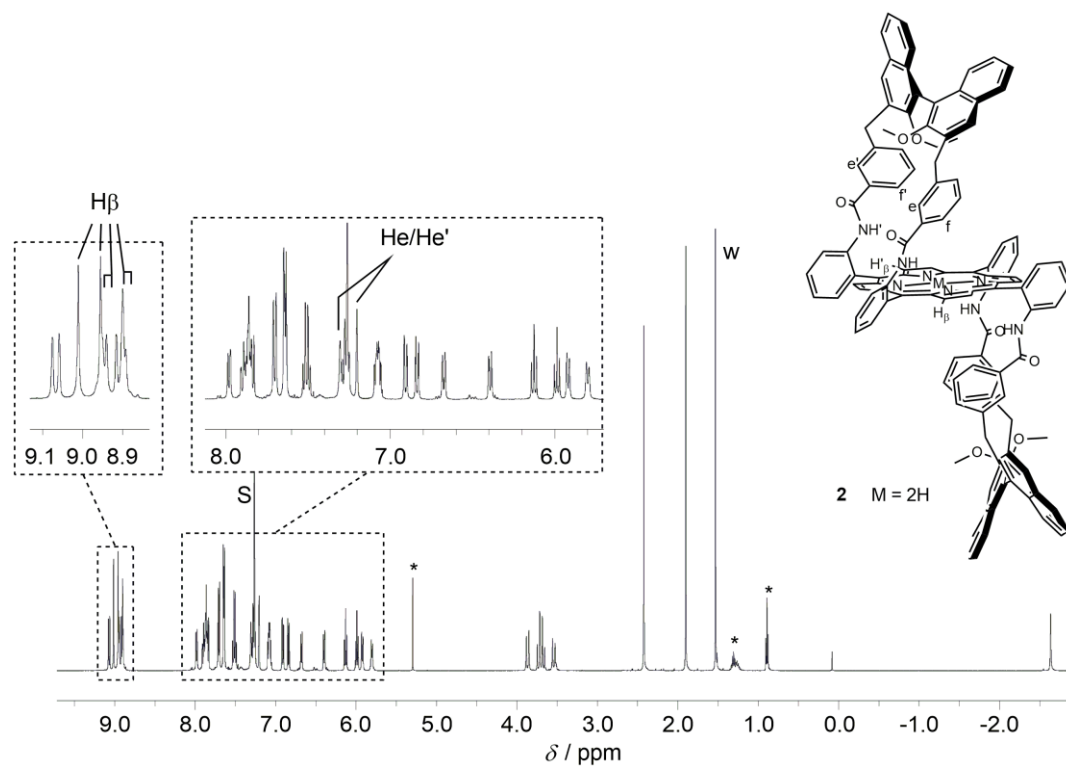 Hβ
9.1 9.0 8.9
He/He'
8.0 7.0 6.0
S
w
*
*
*
9.0 8.0 7.0 6.0 5.0 4.0 3.0 2.0 1.0 0.0 -1.0 -2.0
δ / ppm
O O
e'
f'
e
f
O
NH'
O
NH
H'β
N
N M N
N
Hβ
NH
O HN
O
O
O
2 M = 2H